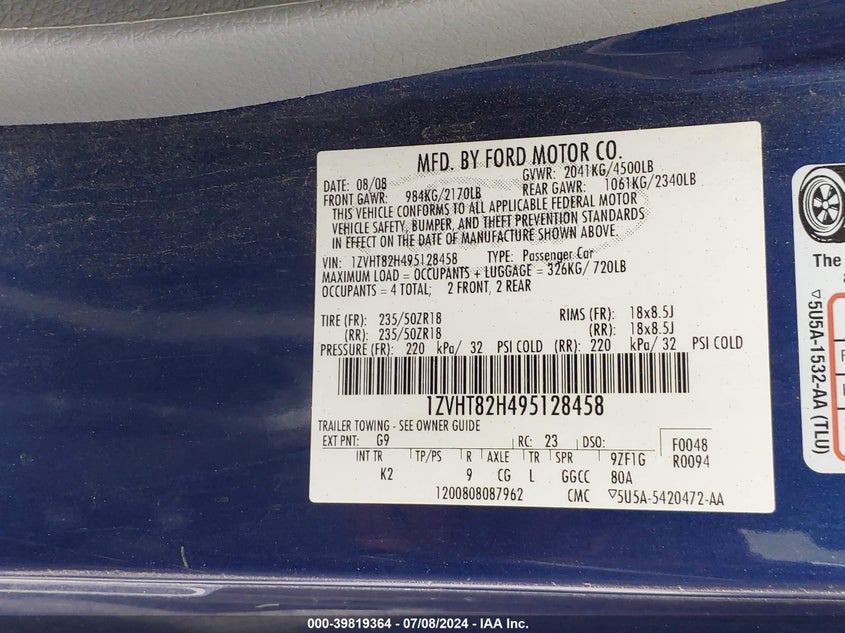 MFD. BY FORD MOTOR CO.
DATE: 08/08 GVWR: 2041KG/4500LB
FRONT GAWR: 984KG/2170LB REAR GAWR: 1061KG/2340LB
THIS VEHICLE CONFORMS TO ALL APPLICABLE FEDERAL MOTOR
VEHICLE SAFETY, BUMPER, AND THEFT PREVENTION STANDARDS
IN EFFECT ON THE DATE OF MANUFACTURE SHOWN ABOVE.
VIN: 1ZVHT82H495128458 TYPE: Passenger Car
MAXIMUM LOAD = OCCUPANTS + LUGGAGE = 326KG/ 720LB
OCCUPANTS = 4 TOTAL; 2 FRONT, 2 REAR
TIRE (FR): 235/50ZR18 RIMS (FR): 18x8.5J
(RR): 235/50ZR18 (RR): 18x8.5J
PRESSURE (FR): 220 kPa/ 32 PSI COLD (RR): 220 kPa/ 32 PSI COLD
1ZVHT82H495128458
TRAILER TOWING - SEE OWNER GUIDE
EXT PNT: G9 RC: 23 DSO: F0048
INT TR TP/PS R AXLE TR SPR 9ZF1G R0094
K2 9 CG L GGCC 80A
1200808087962 CMC ▽5U5A-5420472-AA
The
▽5U5A-1532-AA (TLU)
000-39819364 / 07/08/2024 - IAA Inc.